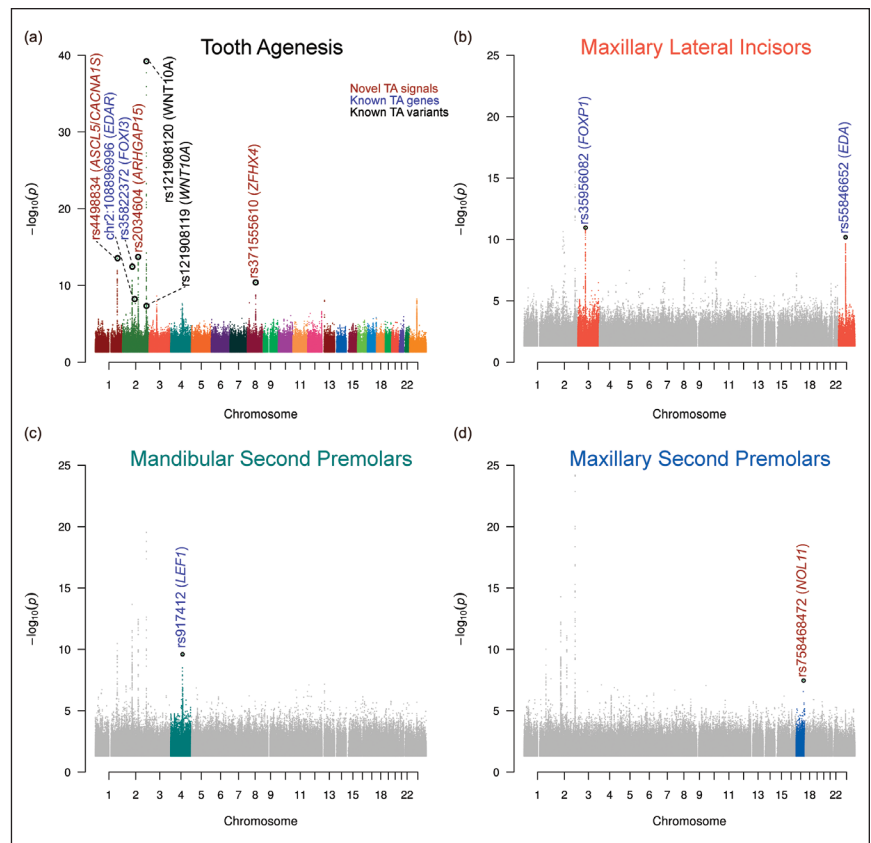 (a)
Tooth Agenesis
Novel TA signals
Known TA genes
Known TA variants
rs4498834 (ASCL5/CACNA1S)
chr2:108896996 (EDAR)
rs35822372 (FOXI3)
rs2034604 (ARHGAP15)
rs121908120 (WNT10A)
rs121908119 (WNT10A)
rs371555610 (ZFHX4)
−log10(p)
40
30
20
10
0
1 2 3 4 5 6 7 8 9 11 13 15 18 22
Chromosome
(b)
Maxillary Lateral Incisors
rs35956082 (FOXP1)
rs55846652 (EDA)
−log10(p)
25
20
15
10
5
0
1 2 3 4 5 6 7 8 9 11 13 15 18 22
Chromosome
(c)
Mandibular Second Premolars
rs917412 (LEF1)
−log10(p)
25
20
15
10
5
0
1 2 3 4 5 6 7 8 9 11 13 15 18 22
Chromosome
(d)
Maxillary Second Premolars
rs758468472 (NOL11)
−log10(p)
25
20
15
10
5
0
1 2 3 4 5 6 7 8 9 11 13 15 18 22
Chromosome